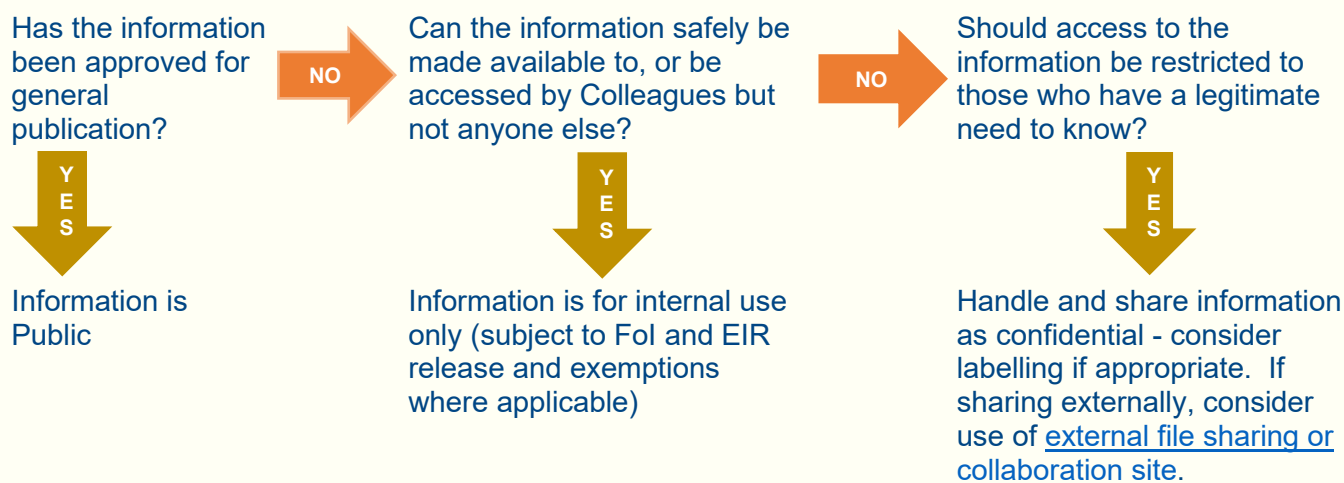 Has the information
been approved for
general
publication?
NO
Can the information safely be
made available to, or be
accessed by Colleagues but
not anyone else?
NO
Should access to the
information be restricted to
those who have a legitimate
need to know?
YES
YES
YES
Information is
Public
Information is for internal use
only (subject to FoI and EIR
release and exemptions
where applicable)
Handle and share information
as confidential - consider
labelling if appropriate.  If
sharing externally, consider
use of external file sharing or
collaboration site.